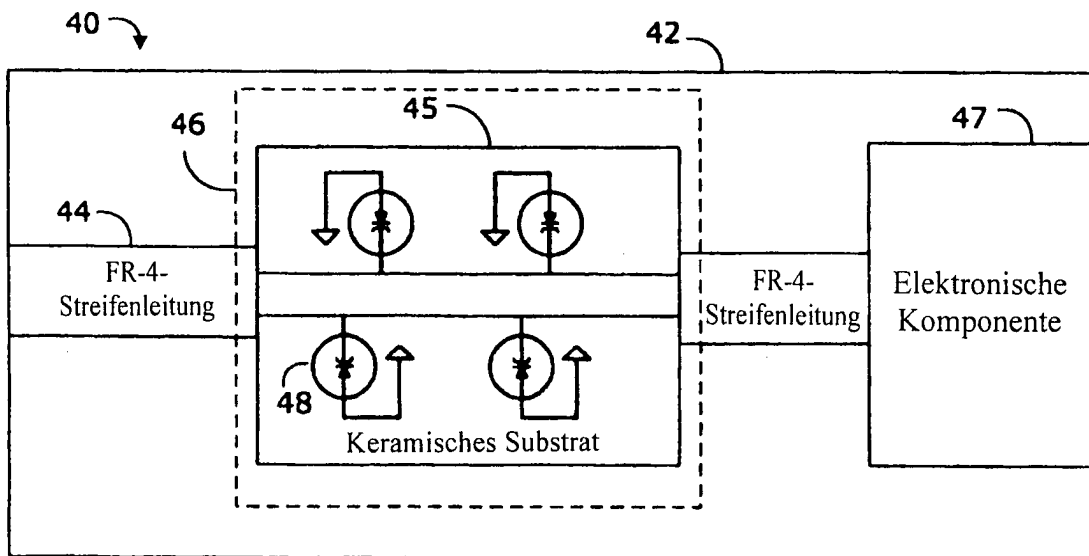 40
42
46
45
47
44
FR-4-
Streifenleitung
FR-4-
Streifenleitung
Elektronische
Komponente
48
Keramisches Substrat